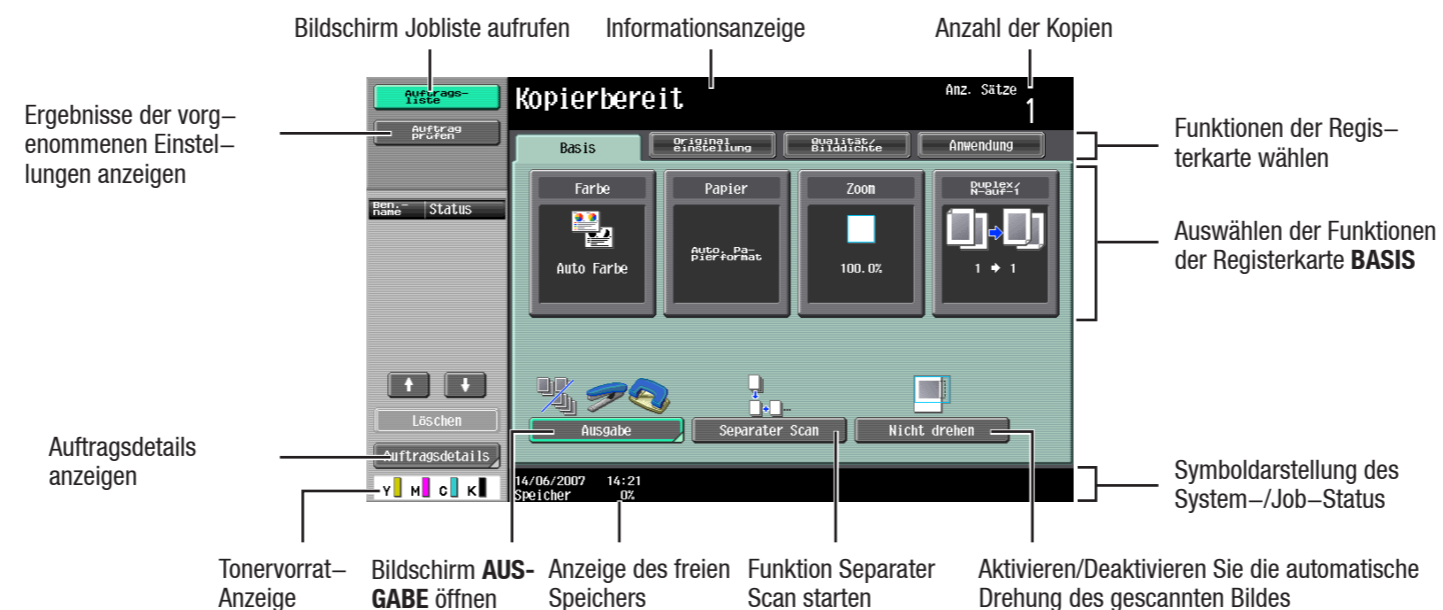 Bildschirm Jobliste aufrufen
Informationsanzeige
Anzahl der Kopien
Ergebnisse der vorg–
enommenen Einstel–
lungen anzeigen
Auftrags-
liste
Auftrag
prüfen
Kopierbereit
Anz. Sätze
1
Funktionen der Regis–
terkarte wählen
Basis
Original
einstellung
Qualität/
Bilddichte
Anwendung
Farbe
Papier
Zoom
Duplex/
N-auf-1
Ben.-
name
Status
Auto. Pa-
pierformat
Auto Farbe
100.0%
1 → 1
Auswählen der Funktionen
der Registerkarte BASIS
Löschen
Ausgabe
Separater Scan
Nicht drehen
Auftragsdetails
anzeigen
Auftragsdetails
Y M C K
14/06/2007 14:21
Speicher 0%
Symboldarstellung des
System–/Job–Status
Tonervorrat–
Anzeige
Bildschirm AUS-
GABE öffnen
Anzeige des freien
Speichers
Funktion Separater
Scan starten
Aktivieren/Deaktivieren Sie die automatische
Drehung des gescannten Bildes